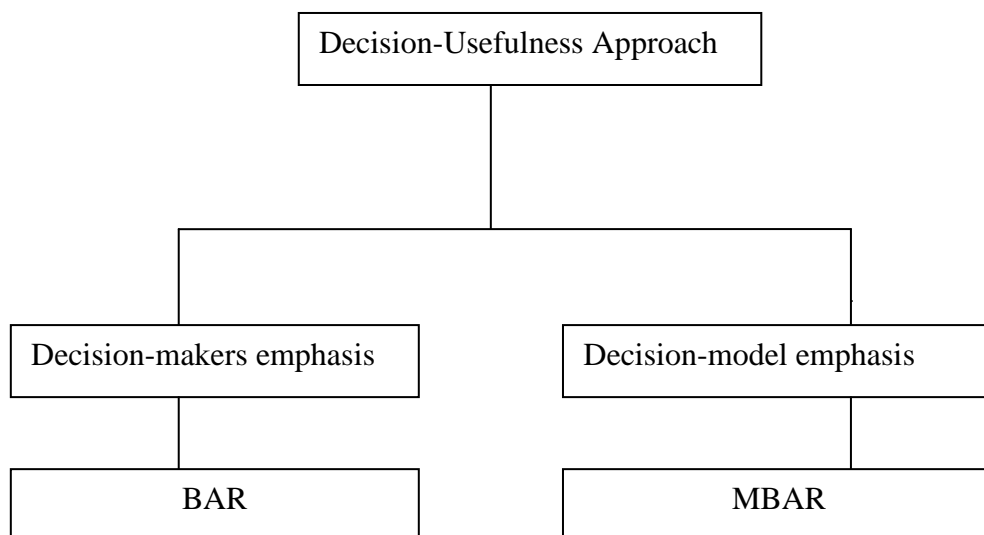 Decision-Usefulness Approach
Decision-makers emphasis
Decision-model emphasis
BAR
MBAR